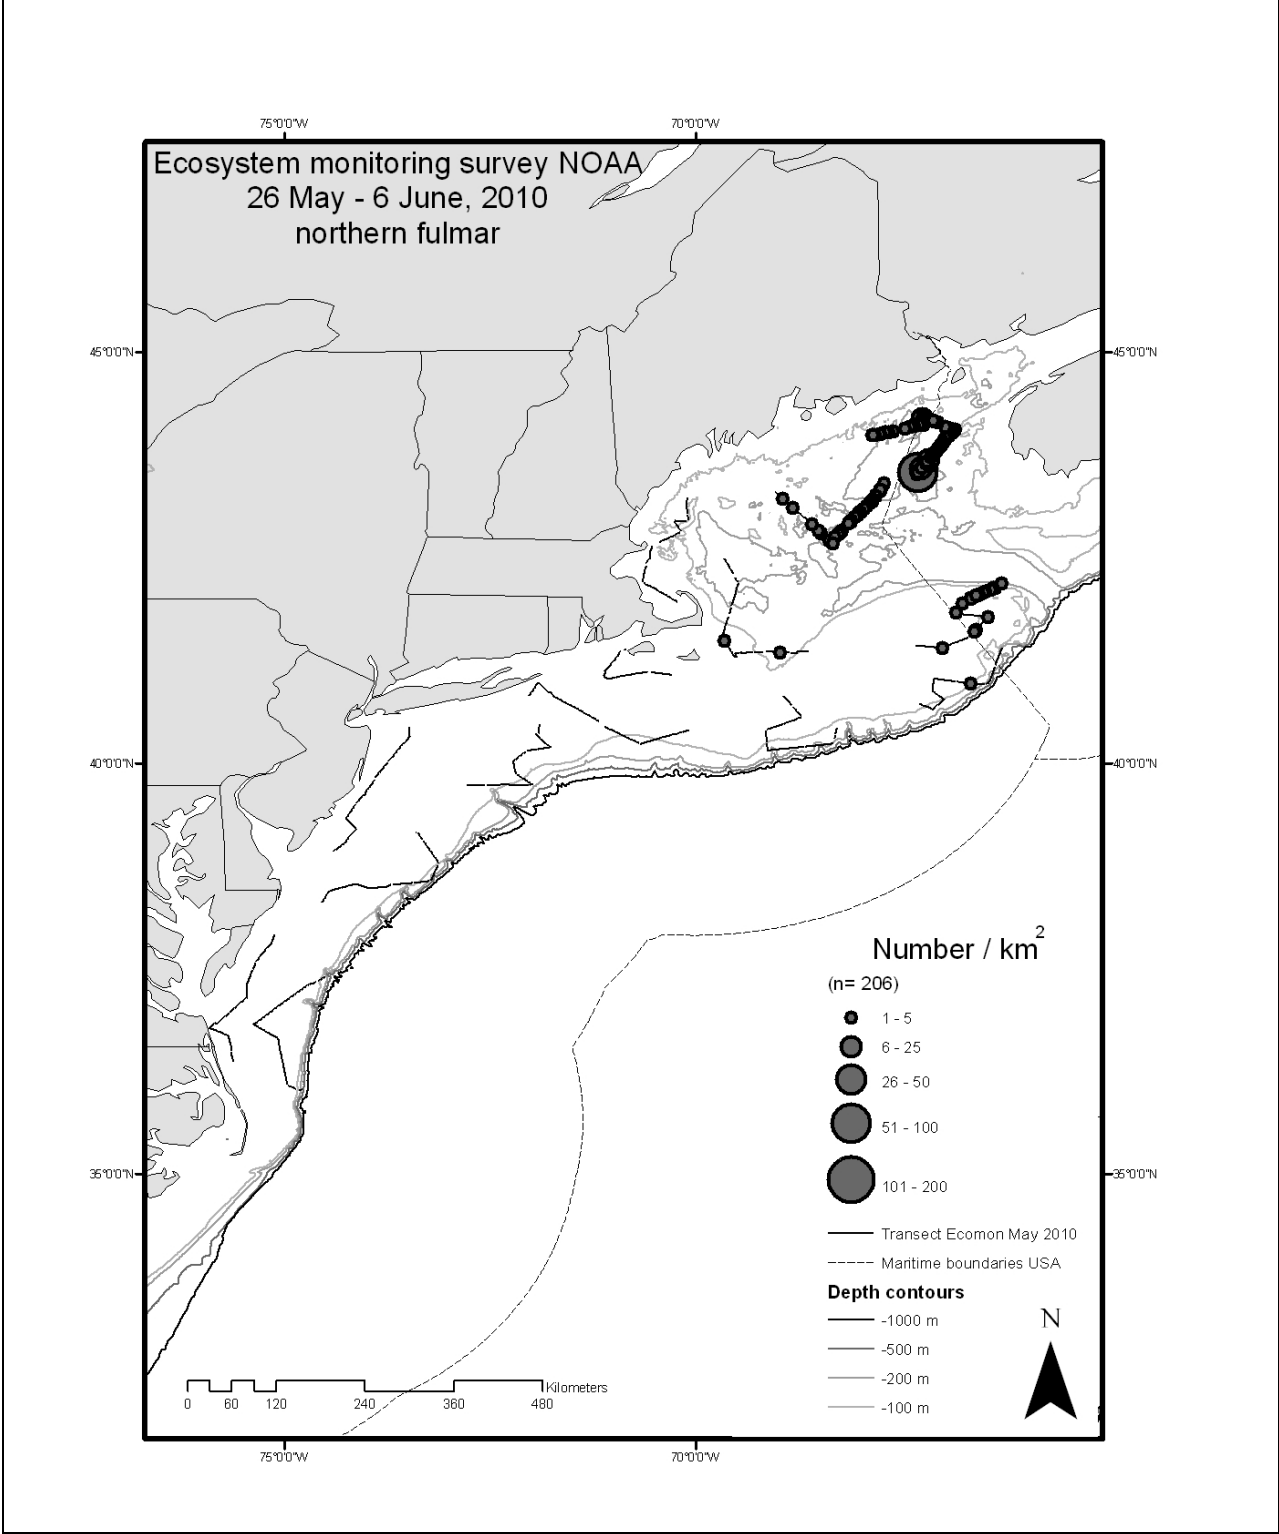 75°0'0"W 70°0'0"W
Ecosystem monitoring survey NOAA
26 May - 6 June, 2010
northern fulmar
45°0'0"N 45°0'0"N
40°0'0"N 40°0'0"N
Number / km2
(n= 206)
1 - 5
6 - 25
26 - 50
51 - 100
101 - 200
35°0'0"N 35°0'0"N
Transect Ecomon May 2010
Maritime boundaries USA
Depth contours
-1000 m
-500 m
-200 m
-100 m
N
Kilometers
0 60 120 240 360 480
75°0'0"W 70°0'0"W